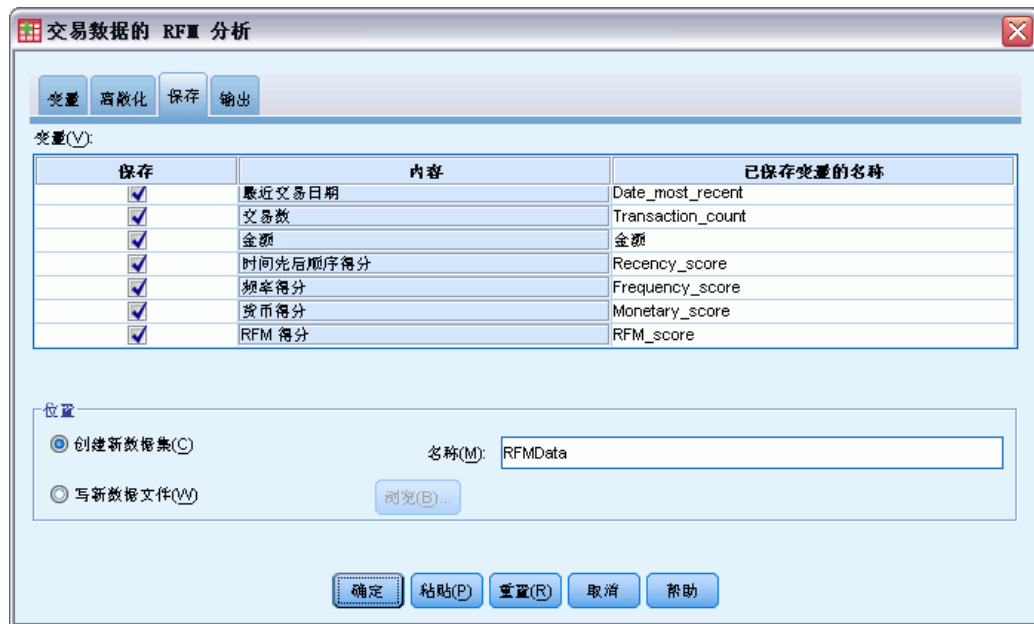 交易数据的 RFM 分析
变量 离散化 保存 输出
变量(V):
保存 内容 已保存变量的名称
最近交易日期 Date_most_recent
交易数 Transaction_count
金额 金额
时间先后顺序得分 Recency_score
频率得分 Frequency_score
货币得分 Monetary_score
RFM 得分 RFM_score
位置
创建新数据集(C) 名称(M): RFMData
写新数据文件(W) 浏览(B)...
确定 粘贴(P) 重置(R) 取消 帮助